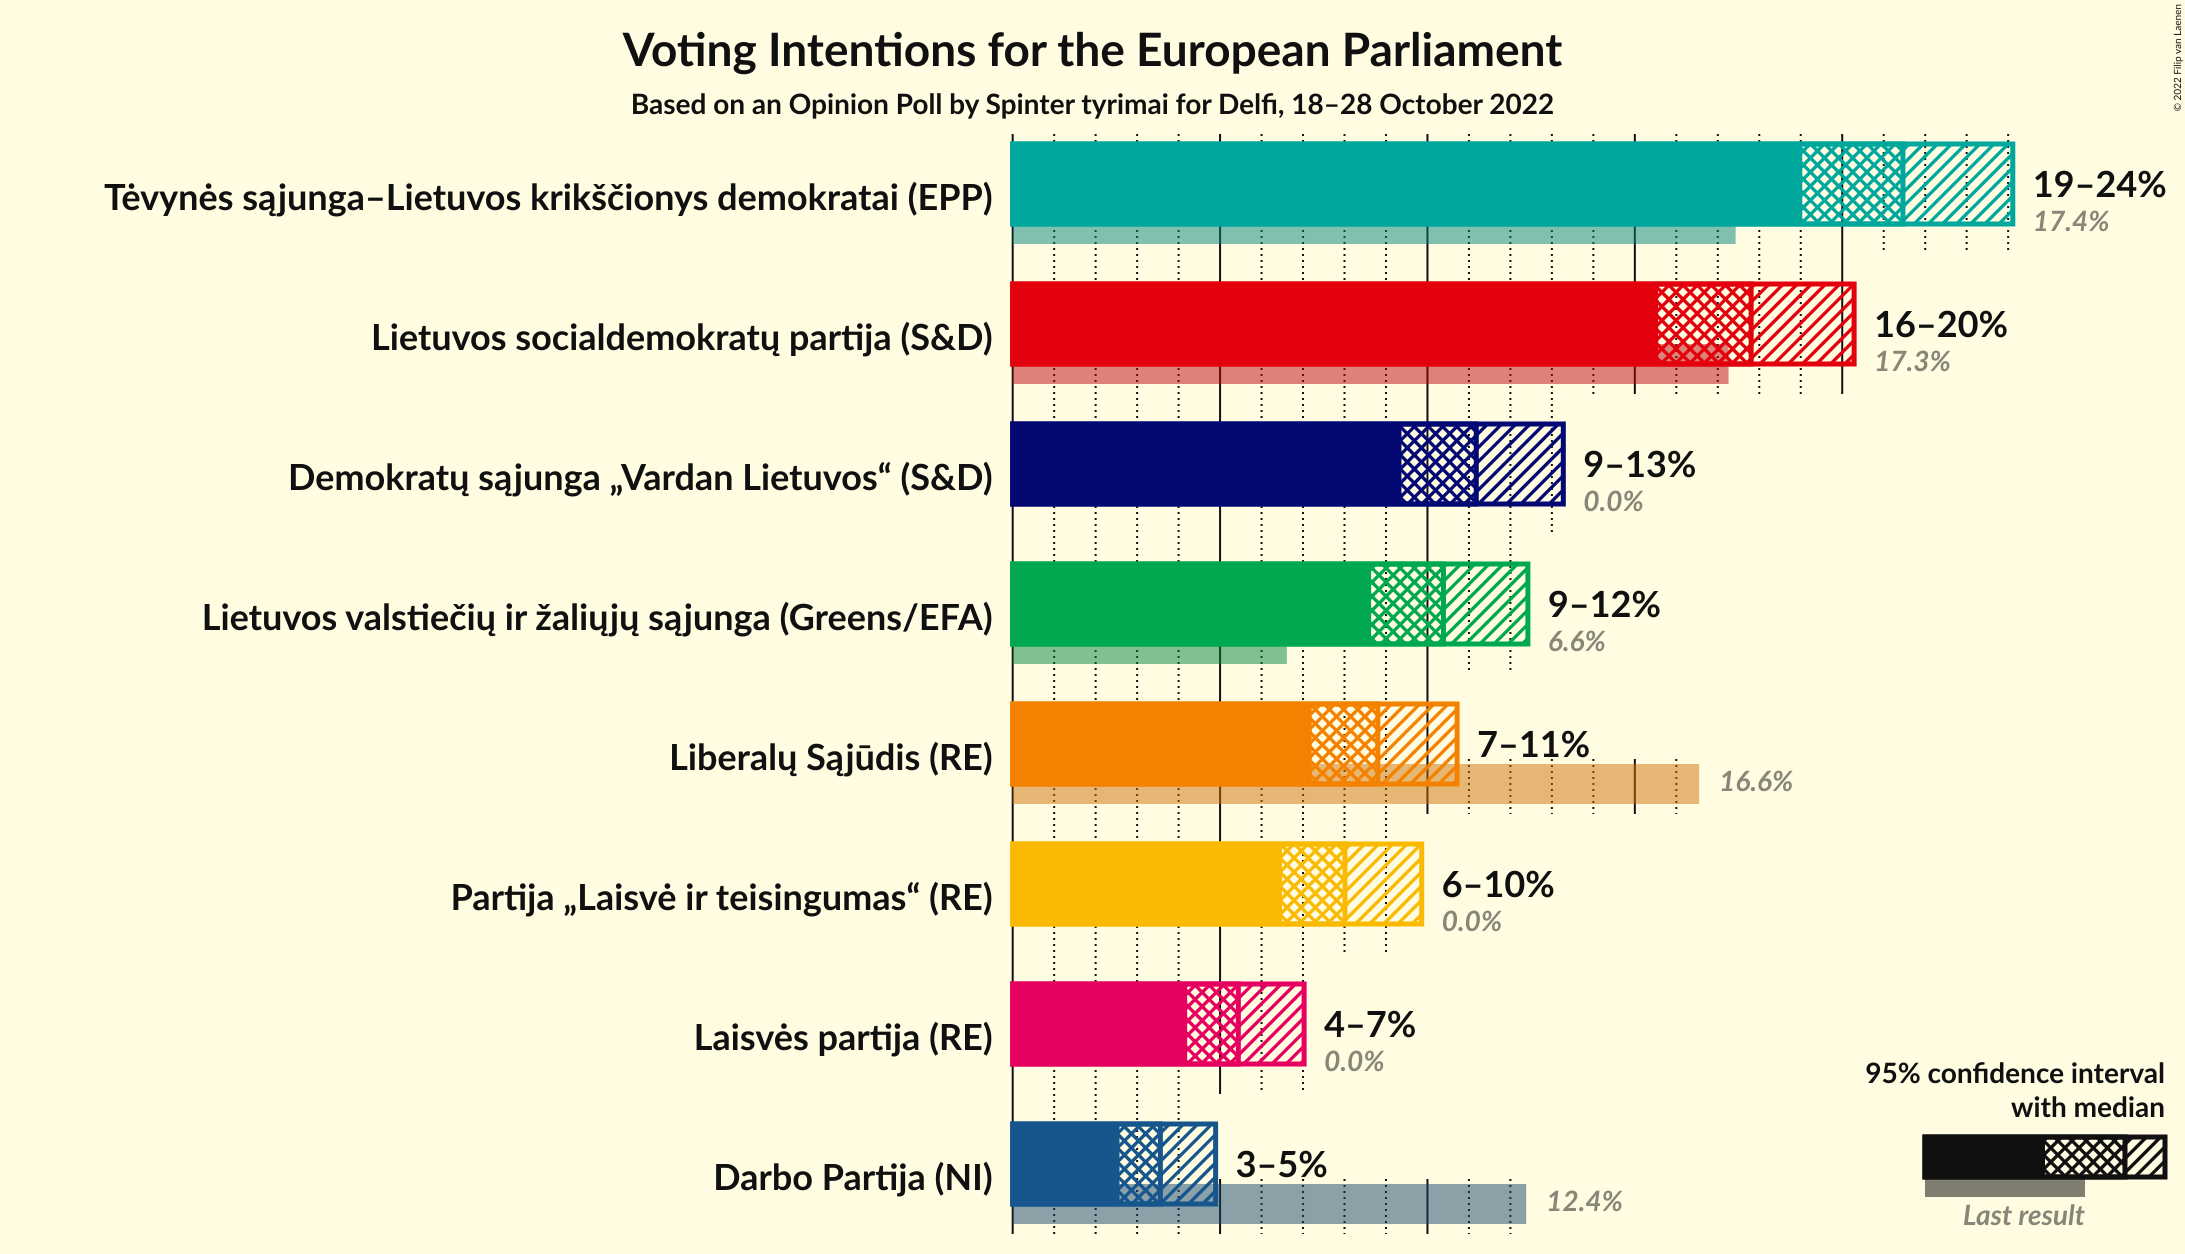 Voting Intentions for the European Parliament
Based on an Opinion Poll by Spinter tyrimai for Delfi, 18–28 October 2022
© 2022 Filip van Laenen
Tėvynės sąjunga–Lietuvos krikščionys demokratai (EPP)
19–24%
17.4%
Lietuvos socialdemokratų partija (S&D)
16–20%
17.3%
Demokratų sąjunga „Vardan Lietuvos“ (S&D)
9–13%
0.0%
Lietuvos valstiečių ir žaliųjų sąjunga (Greens/EFA)
9–12%
6.6%
Liberalų Sąjūdis (RE)
7–11%
16.6%
Partija „Laisvė ir teisingumas“ (RE)
6–10%
0.0%
Laisvės partija (RE)
4–7%
0.0%
Darbo Partija (NI)
3–5%
12.4%
95% confidence interval
with median
Last result